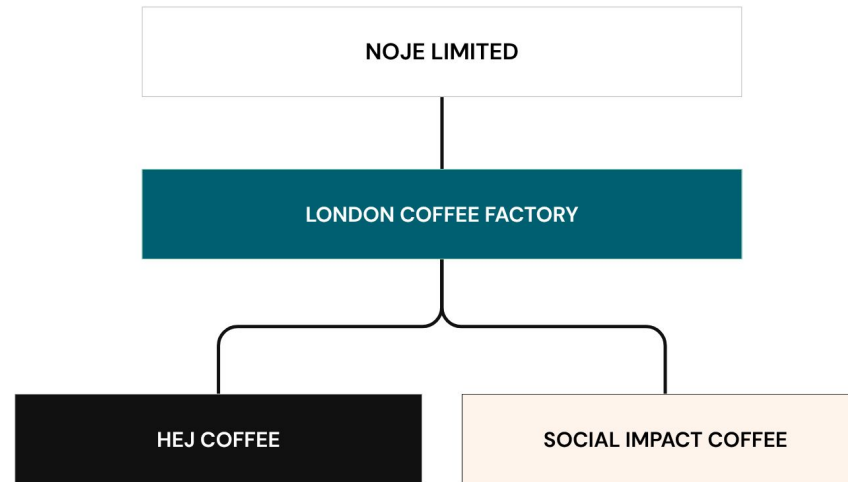 NOJE LIMITED
LONDON COFFEE FACTORY
HEJ COFFEE
SOCIAL IMPACT COFFEE